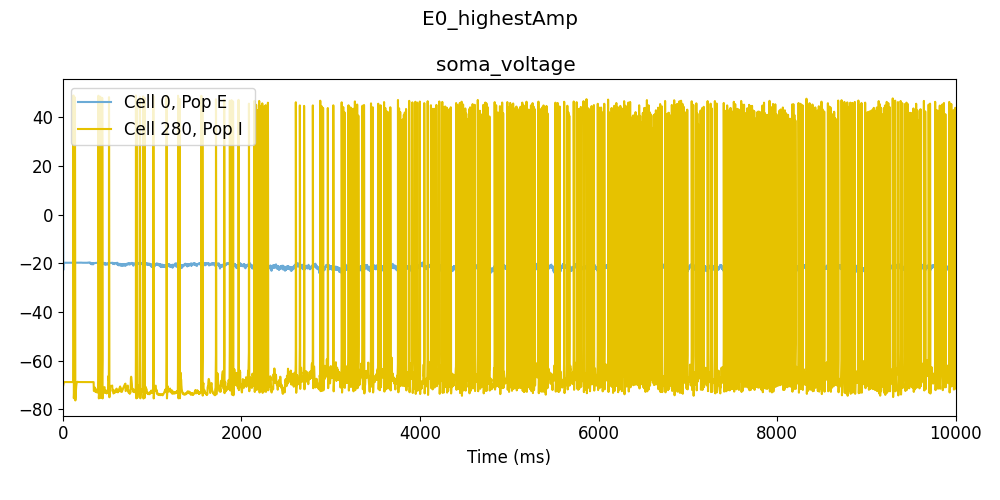 E0_highestAmp
soma_voltage
Cell 0, Pop E
Cell 280, Pop I
40
20
0
−20
−40
−60
−80
0
2000
4000
6000
8000
10000
Time (ms)